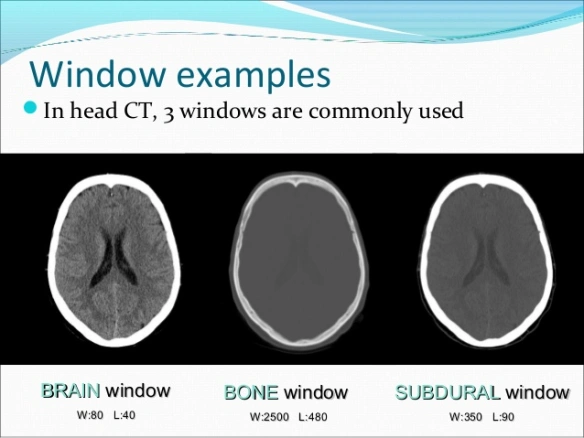 Window examples
In head CT, 3 windows are commonly used
BRAIN window
W:80 L:40
BONE window
W:2500 L:480
SUBDURAL window
W:350 L:90